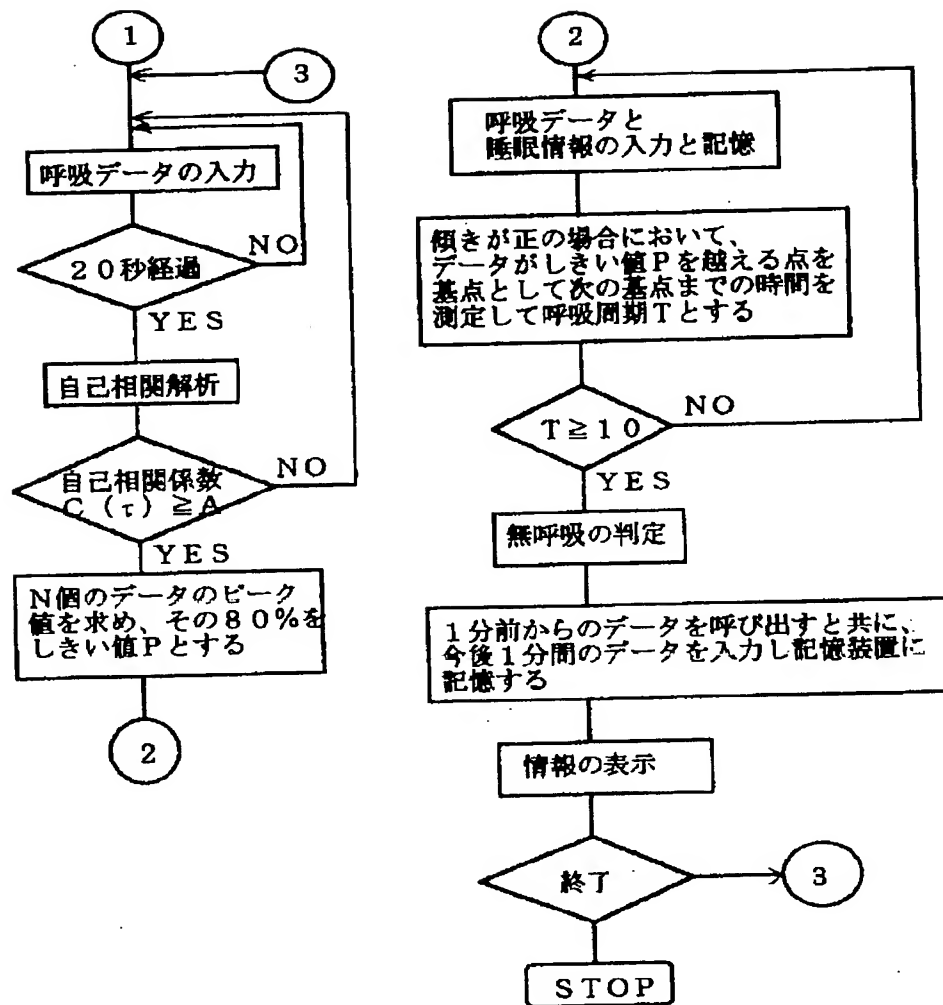 1
3
呼吸データの入力
20秒経過
NO
YES
自己相関解析
自己相関係数
C(τ)≧A
NO
YES
N個のデータのピーク
値を求め、その80%を
しきい値Pとする
2
2
呼吸データと
睡眠情報の入力と記憶
傾きが正の場合において、
データがしきい値Pを越える点を
基点として次の基点までの時間を
測定して呼吸周期Tとする
T≧10
NO
YES
無呼吸の判定
1分前からのデータを呼び出すと共に、
今後1分間のデータを入力し記憶装置に
記憶する
情報の表示
終了
3
STOP